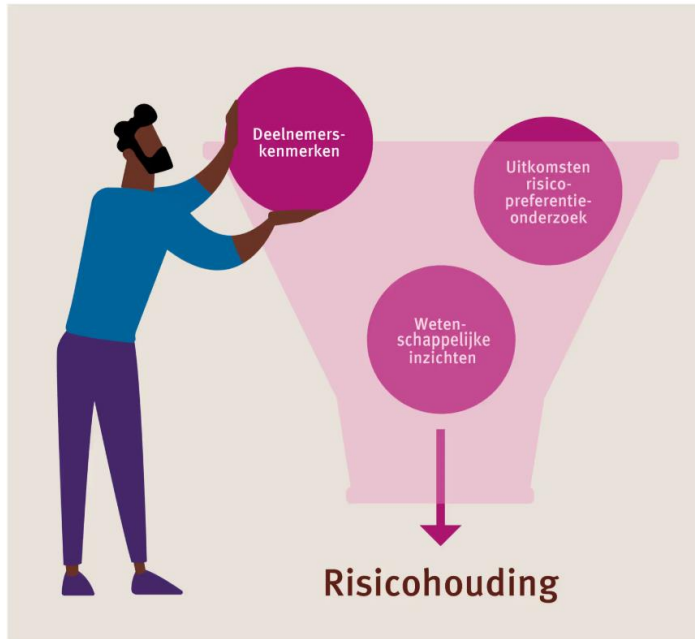 Deelnemers-
kenmerken
Uitkomsten
risico-
preferentie-
onderzoek
Weten-
schappelijke
inzichten
Risicohouding